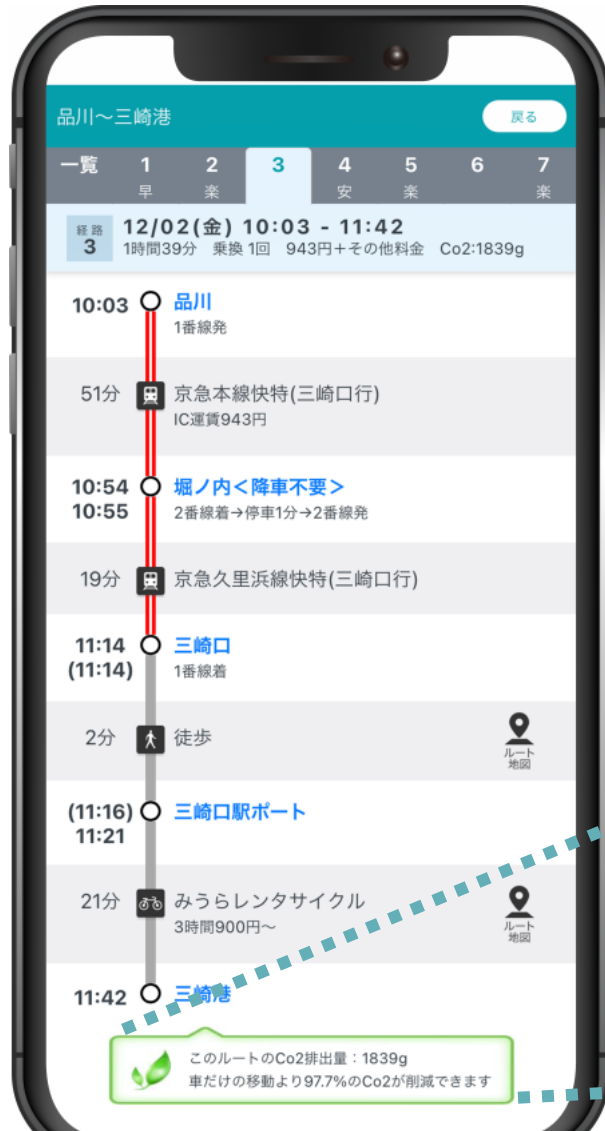 品川〜三崎港
戻る
一覧 1 2 3 4 5 6 7
早 楽 安 楽 楽
経路
3
12/02(金) 10:03 - 11:42
1時間39分 乗換 1回 943円+その他料金 Co2:1839g
10:03 品川
1番線発
51分 京急本線快特(三崎口行)
IC運賃943円
10:54 堀ノ内<降車不要>
10:55 2番線着→停車1分→2番線発
19分 京急久里浜線快特(三崎口行)
11:14 三崎口
(11:14) 1番線着
2分 徒歩
ルート
地図
(11:16) 三崎口駅ポート
11:21
21分 みうらレンタサイクル
3時間900円〜
ルート
地図
11:42 三崎港
このルートのCo2排出量:1839g
車だけの移動より97.7%のCo2が削減できます